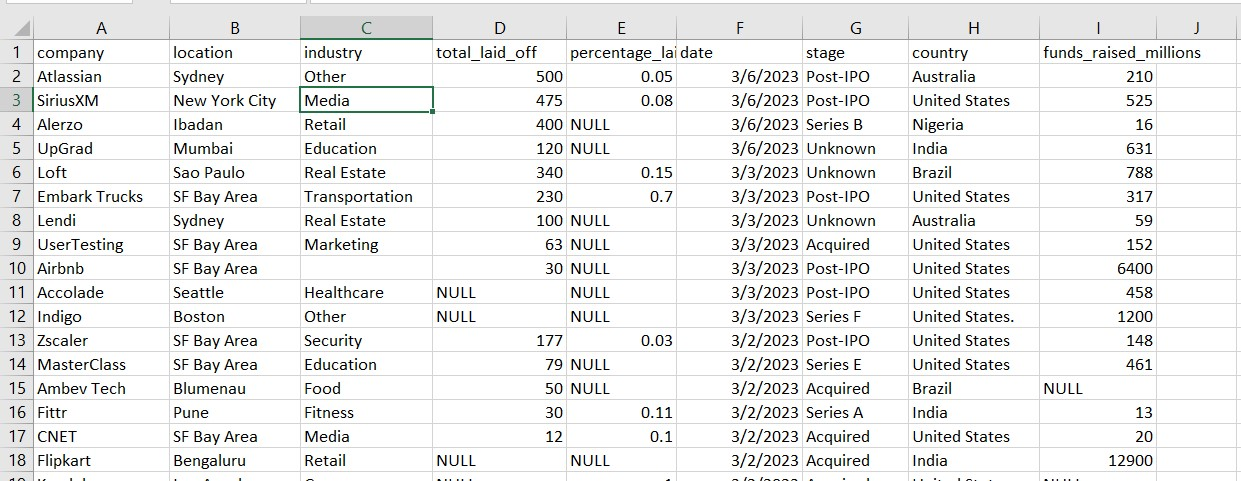 A B C D E F G H I J
1 company location industry total_laid_off percentage_lai date stage country funds_raised_millions
2 Atlassian Sydney Other 500 0.05 3/6/2023 Post-IPO Australia 210
3 SiriusXM New York City Media 475 0.08 3/6/2023 Post-IPO United States 525
4 Alerzo Ibadan Retail 400 NULL 3/6/2023 Series B Nigeria 16
5 UpGrad Mumbai Education 120 NULL 3/6/2023 Unknown India 631
6 Loft Sao Paulo Real Estate 340 0.15 3/3/2023 Unknown Brazil 788
7 Embark Trucks SF Bay Area Transportation 230 0.7 3/3/2023 Post-IPO United States 317
8 Lendi Sydney Real Estate 100 NULL 3/3/2023 Unknown Australia 59
9 UserTesting SF Bay Area Marketing 63 NULL 3/3/2023 Acquired United States 152
10 Airbnb SF Bay Area 30 NULL 3/3/2023 Post-IPO United States 6400
11 Accolade Seattle Healthcare NULL NULL 3/3/2023 Post-IPO United States 458
12 Indigo Boston Other NULL NULL 3/3/2023 Series F United States. 1200
13 Zscaler SF Bay Area Security 177 0.03 3/2/2023 Post-IPO United States 148
14 MasterClass SF Bay Area Education 79 NULL 3/2/2023 Series E United States 461
15 Ambev Tech Blumenau Food 50 NULL 3/2/2023 Acquired Brazil NULL
16 Fittr Pune Fitness 30 0.11 3/2/2023 Series A India 13
17 CNET SF Bay Area Media 12 0.1 3/2/2023 Acquired United States 20
18 Flipkart Bengaluru Retail NULL NULL 3/2/2023 Acquired India 12900